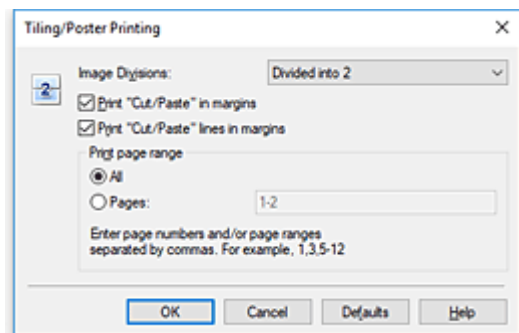 Tiling/Poster Printing
Image Divisions: Divided into 2
2
Print "Cut/Paste" in margins
Print "Cut/Paste" lines in margins
Print page range
All
Pages: 1-2
Enter page numbers and/or page ranges
separated by commas. For example, 1,3,5-12
OK Cancel Defaults Help